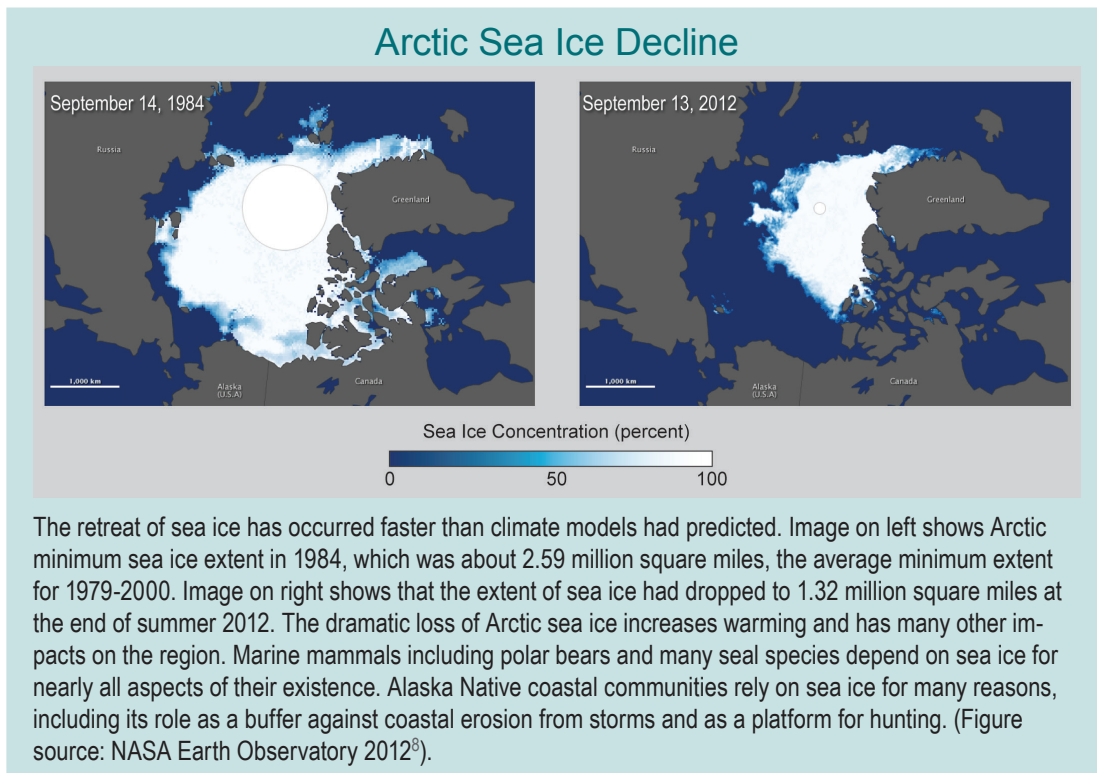 Arctic Sea Ice Decline
September 14, 1984
Russia
Greenland
1,000 km
Alaska
(U.S.A)
Canada
September 13, 2012
Russia
Greenland
1,000 km
Alaska
(U.S.A)
Canada
Sea Ice Concentration (percent)
0 50 100
The retreat of sea ice has occurred faster than climate models had predicted. Image on left shows Arctic
minimum sea ice extent in 1984, which was about 2.59 million square miles, the average minimum extent
for 1979-2000. Image on right shows that the extent of sea ice had dropped to 1.32 million square miles at
the end of summer 2012. The dramatic loss of Arctic sea ice increases warming and has many other im-
pacts on the region. Marine mammals including polar bears and many seal species depend on sea ice for
nearly all aspects of their existence. Alaska Native coastal communities rely on sea ice for many reasons,
including its role as a buffer against coastal erosion from storms and as a platform for hunting. (Figure
source: NASA Earth Observatory 2012⁸).